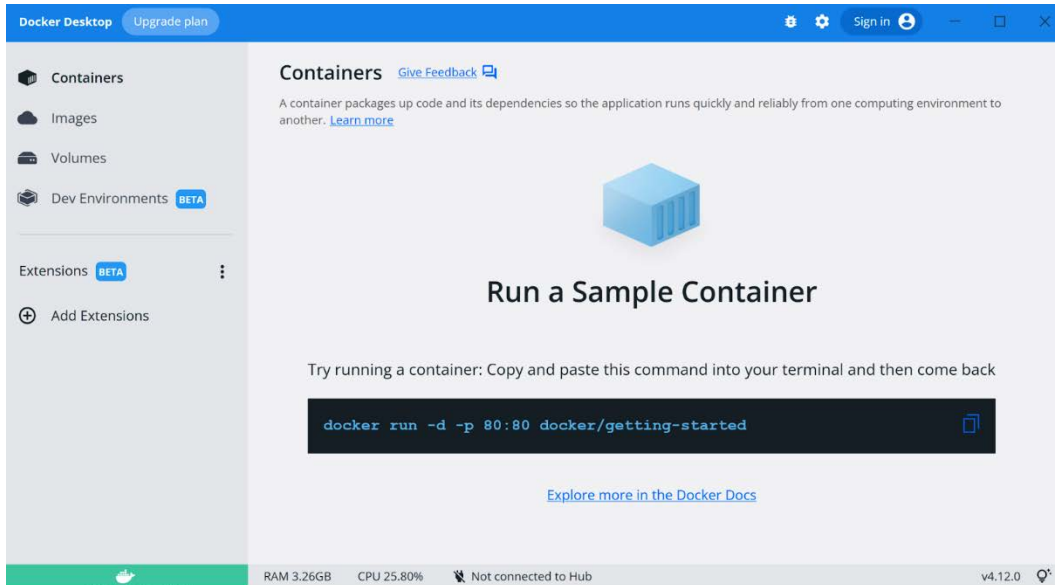 Docker Desktop Upgrade plan Sign in
Containers
Images
Volumes
Dev Environments BETA
Extensions BETA
Add Extensions
Containers Give Feedback
A container packages up code and its dependencies so the application runs quickly and reliably from one computing environment to
another. Learn more
Run a Sample Container
Try running a container: Copy and paste this command into your terminal and then come back
docker run -d -p 80:80 docker/getting-started
Explore more in the Docker Docs
RAM 3.26GB CPU 25.80% Not connected to Hub v4.12.0